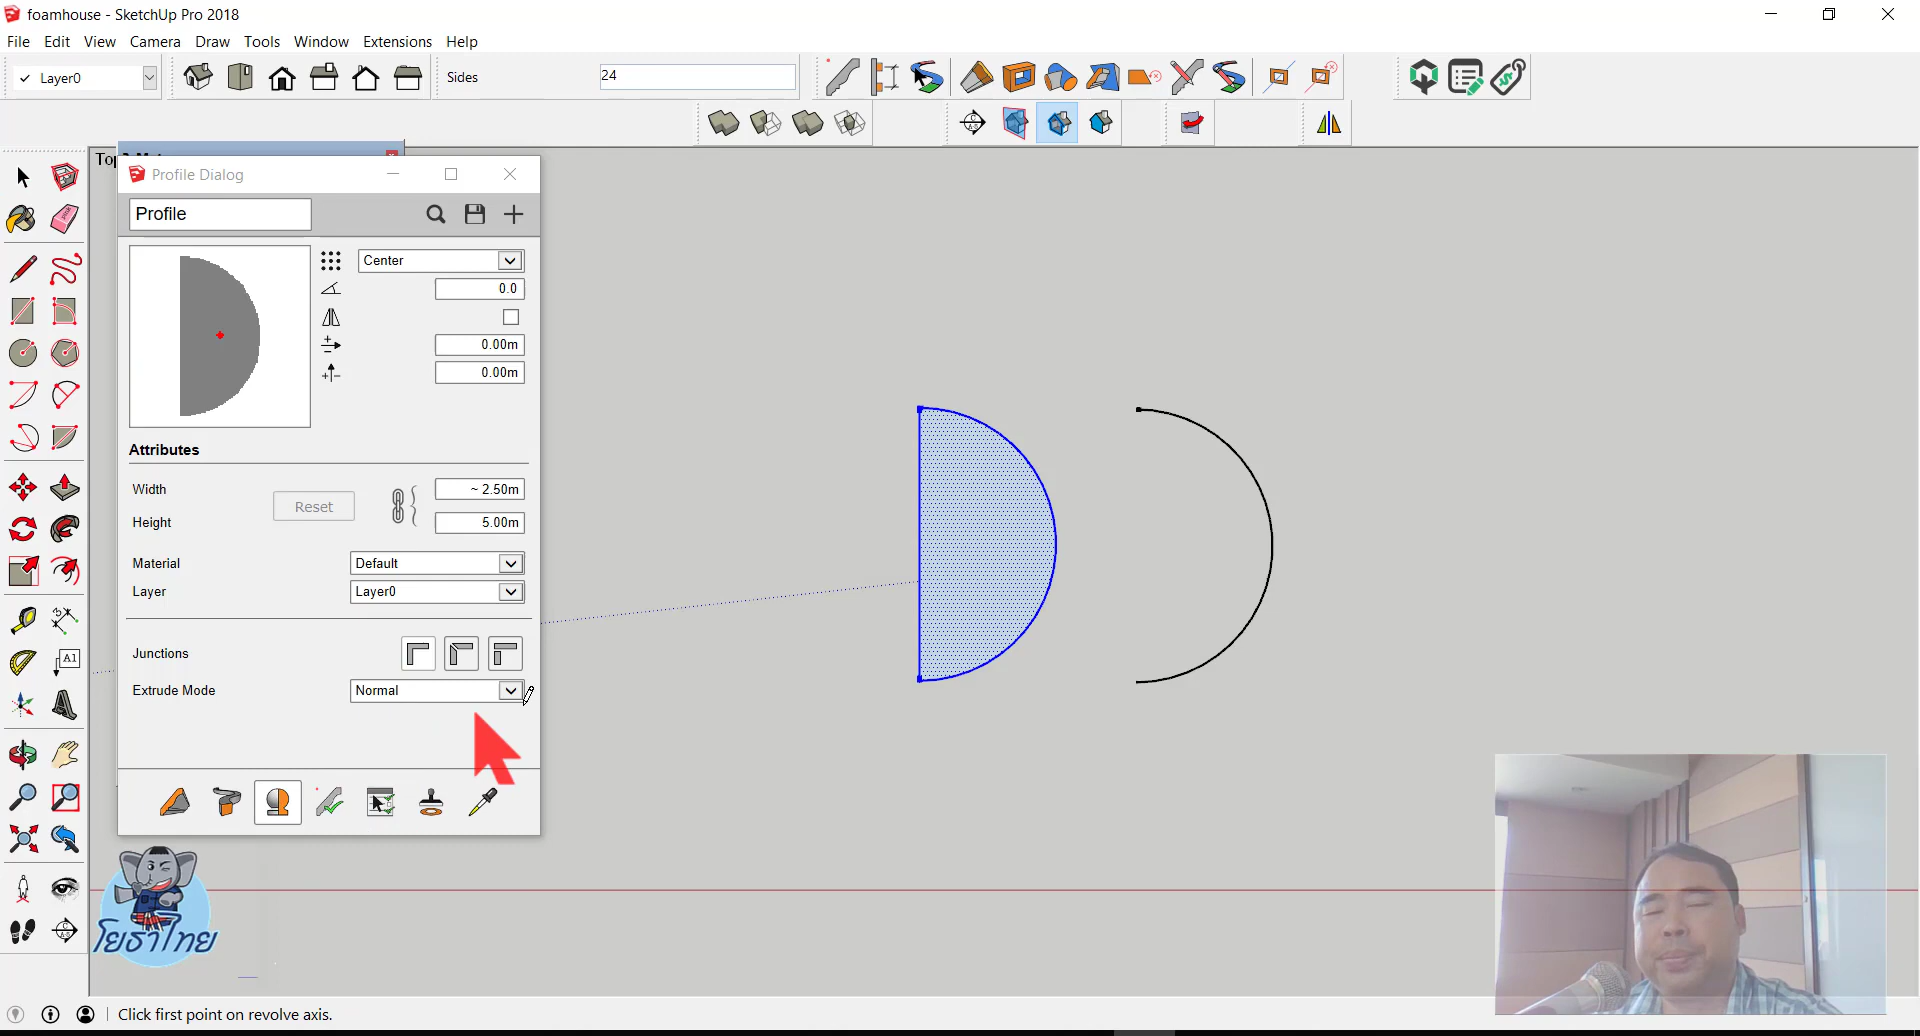 foamhouse - SketchUp Pro 2018
File Edit View Camera Draw Tools Window Extensions Help
Layer0
Sides
24
Top
Profile Dialog
Profile
Center
0.0
0.00m
0.00m
Attributes
Width
~ 2.50m
Reset
Height
5.00m
Material
Default
Layer
Layer0
Junctions
Extrude Mode
Normal
A1
โยธาไทย
Click first point on revolve axis.